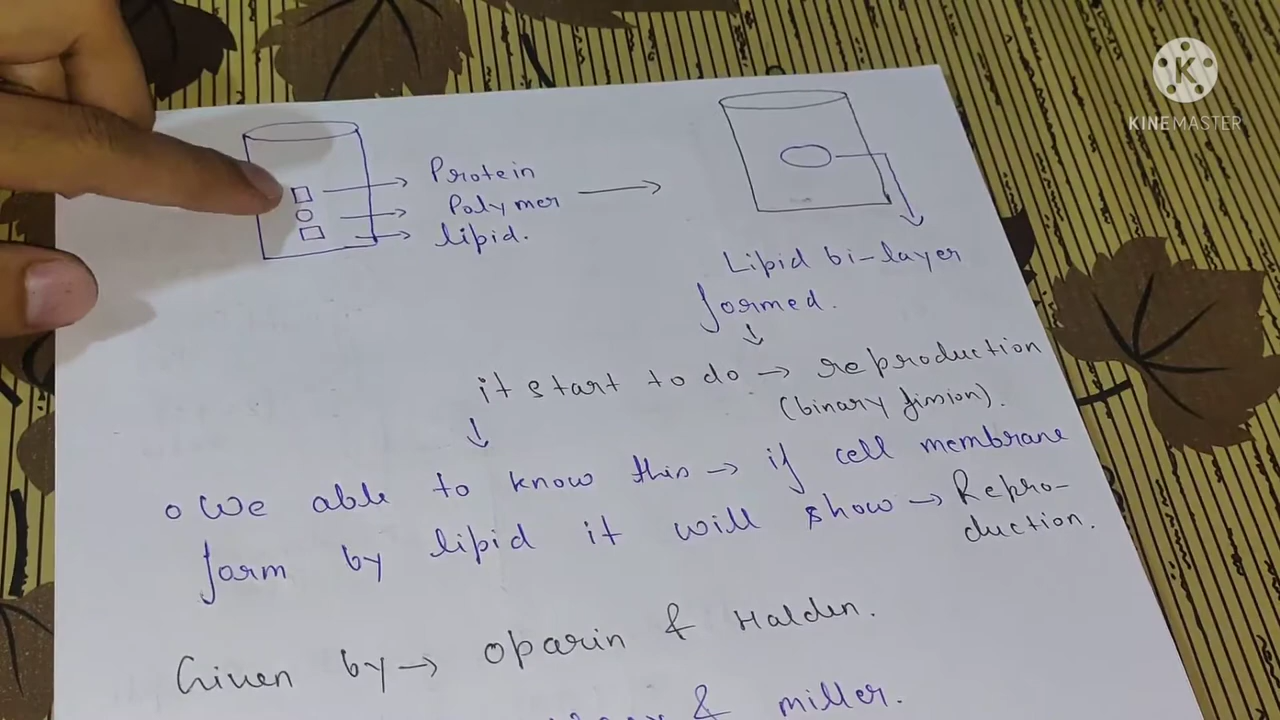 K
KINEMASTER
Protein
Polymer
lipid.
Lipid bi-layer
formed.
it start to do → reproduction
(binary fission).
We able to know this → if cell membrane
form by lipid it will show → Repro-
duction.
Given by → Oparin & Halden.
& miller.